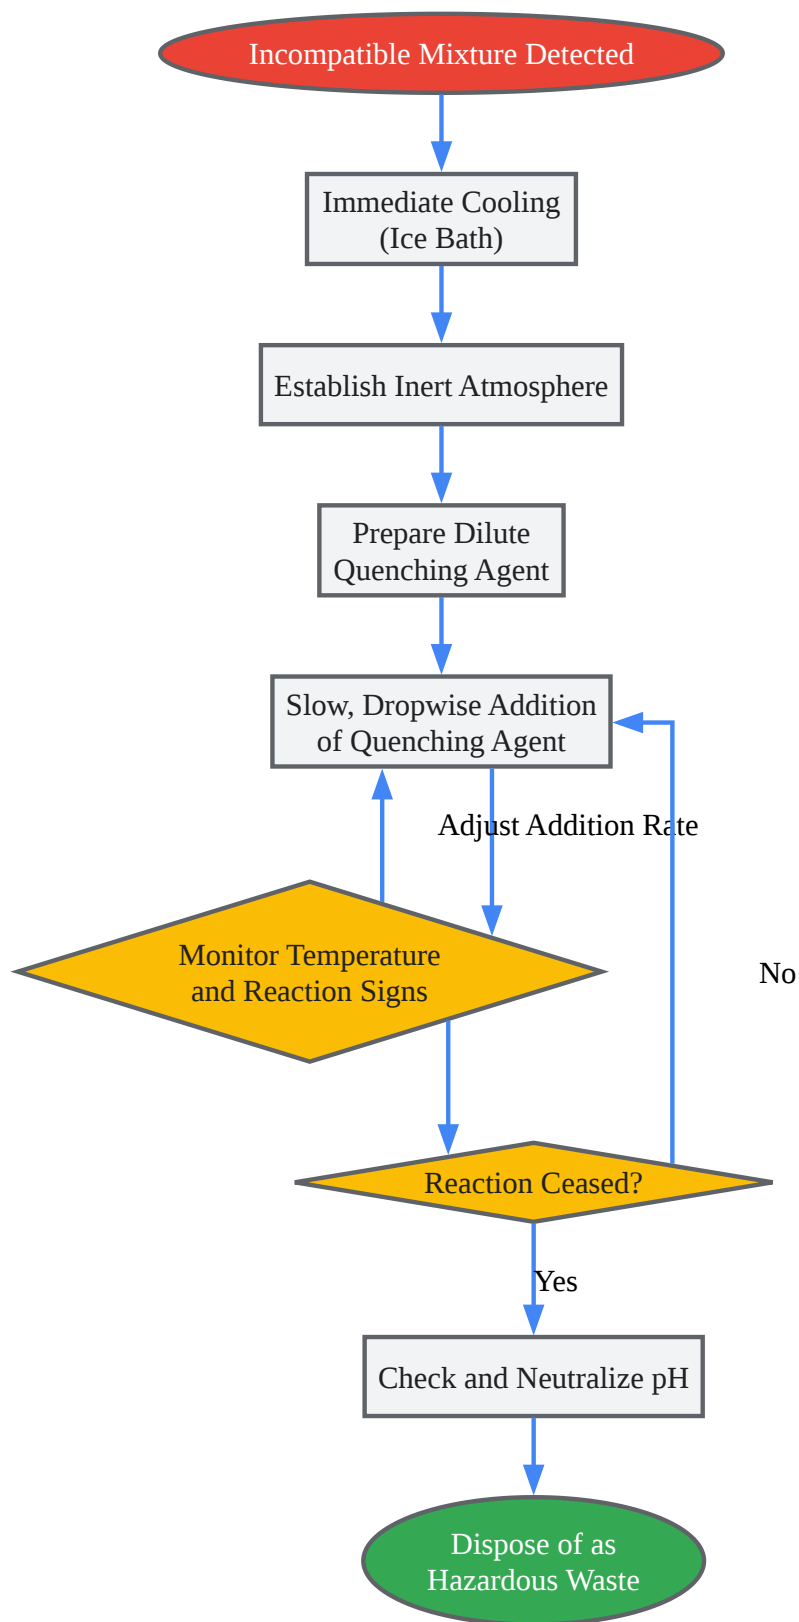 Incompatible Mixture Detected
Immediate Cooling
(Ice Bath)
Establish Inert Atmosphere
Prepare Dilute
Quenching Agent
Slow, Dropwise Addition
of Quenching Agent
Adjust Addition Rate
Monitor Temperature
and Reaction Signs
No
Reaction Ceased?
Yes
Check and Neutralize pH
Dispose of as
Hazardous Waste